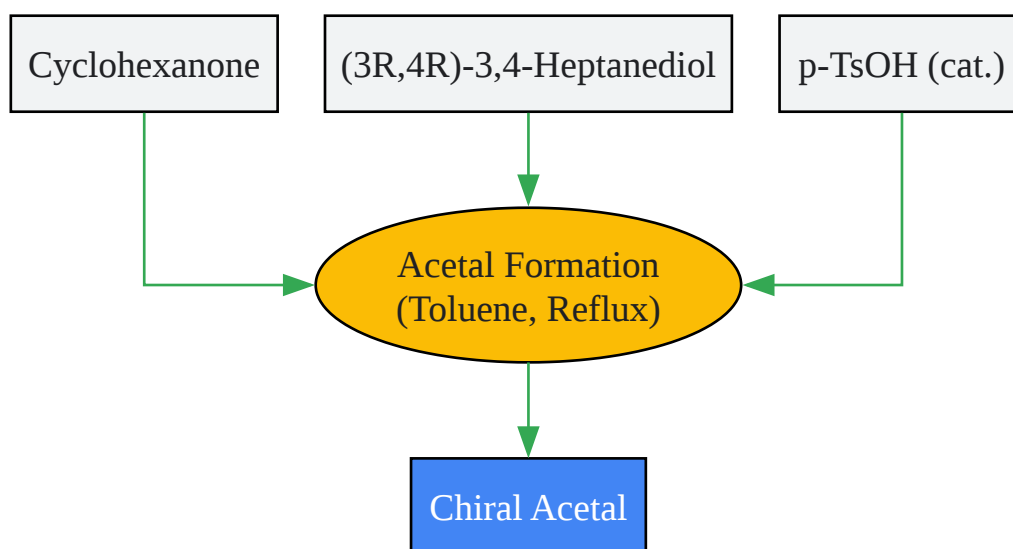 Cyclohexanone
(3R,4R)-3,4-Heptanediol
p-TsOH (cat.)
Acetal Formation
(Toluene, Reflux)
Chiral Acetal